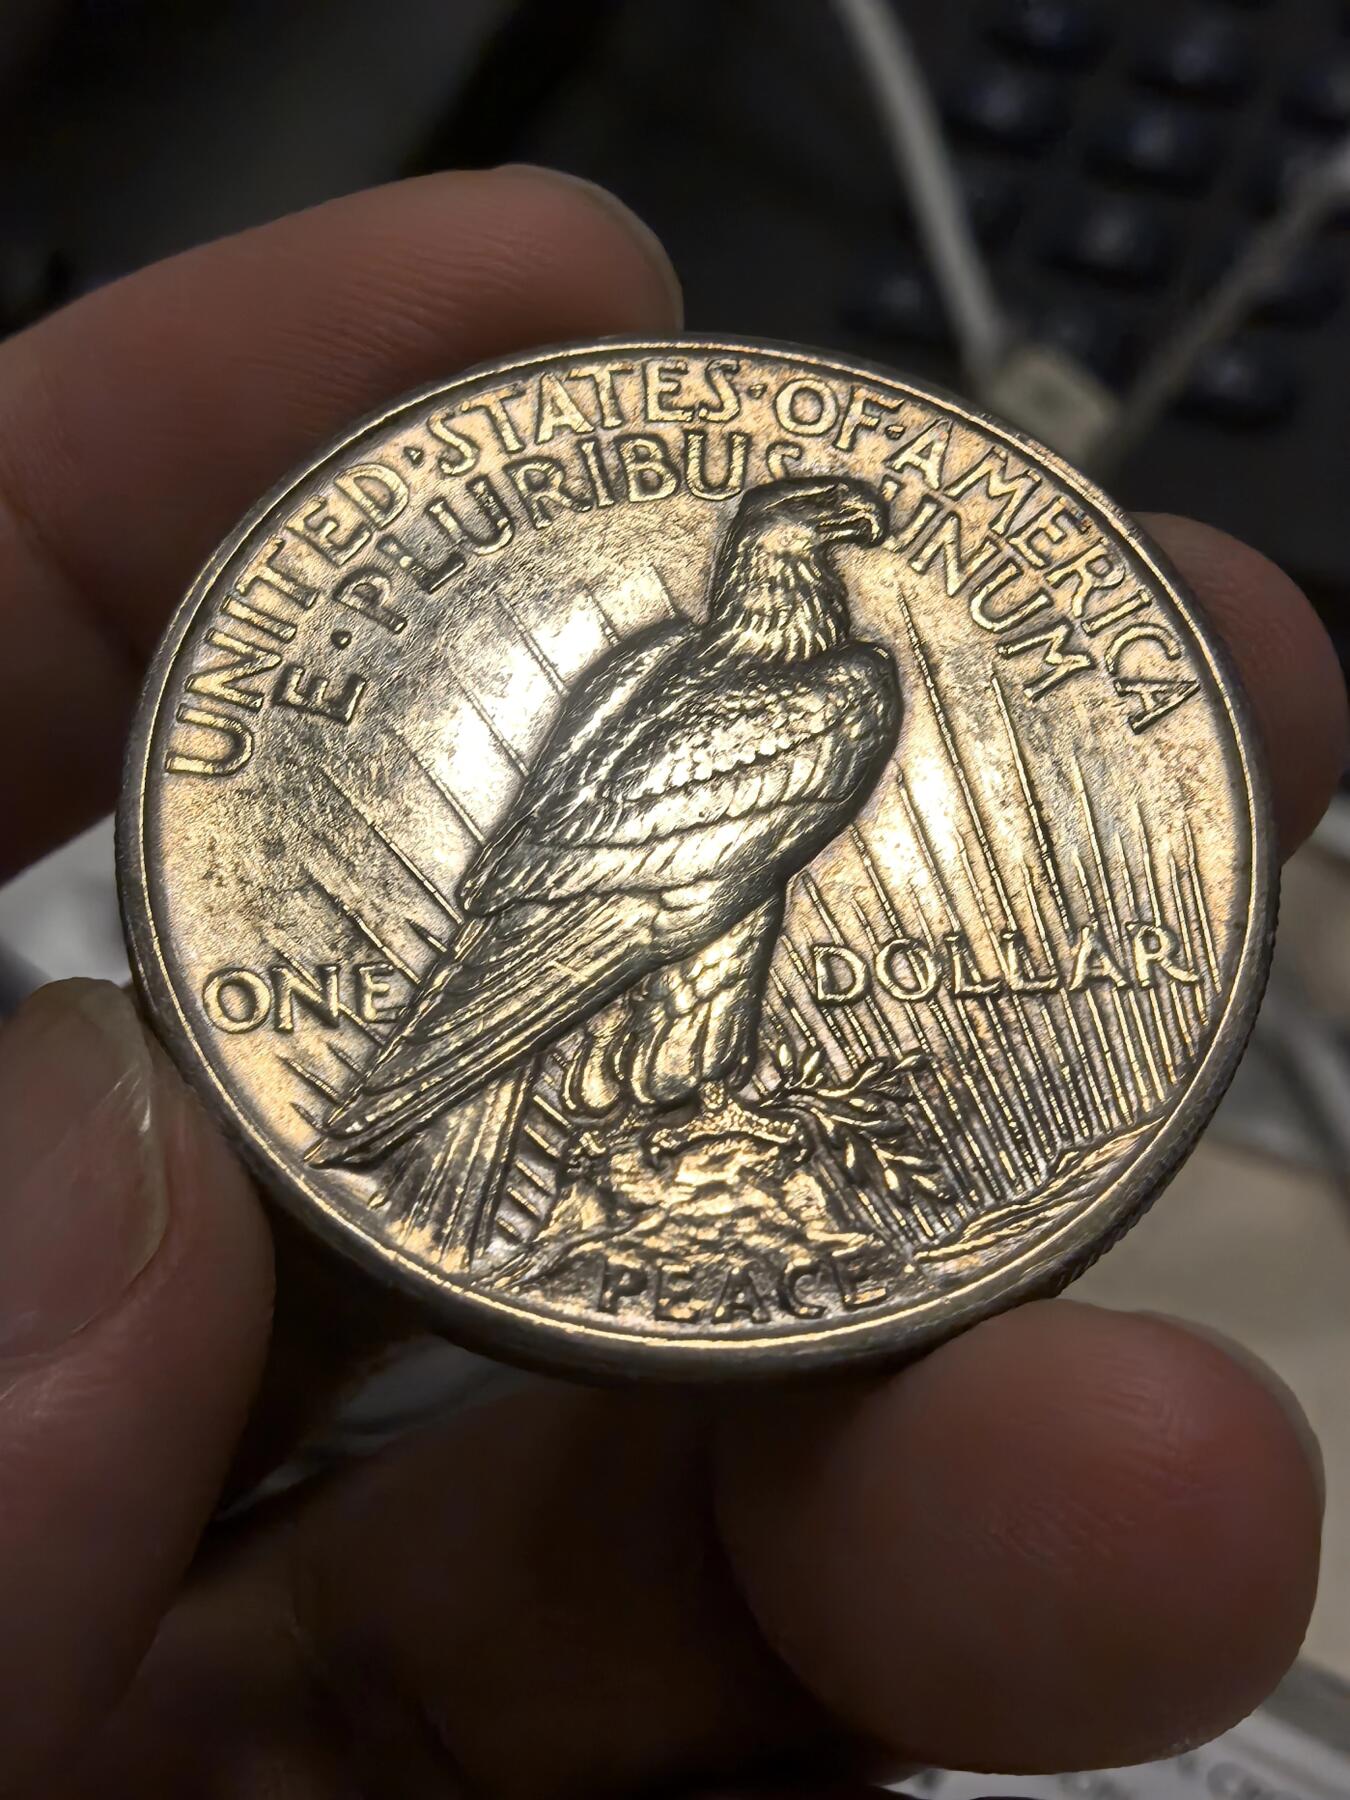 UNITED·STATES·OF·AMERICA
E·PLURIBUS UNUM
ONE DOLLAR
PEACE